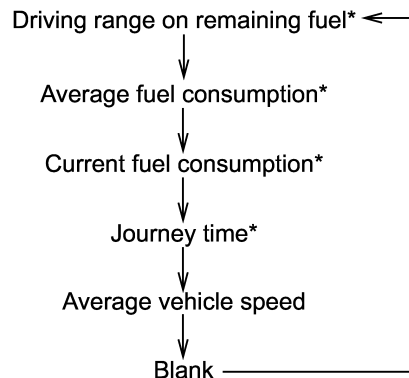 Driving range on remaining fuel*
Average fuel consumption*
Current fuel consumption*
Journey time*
Average vehicle speed
Blank